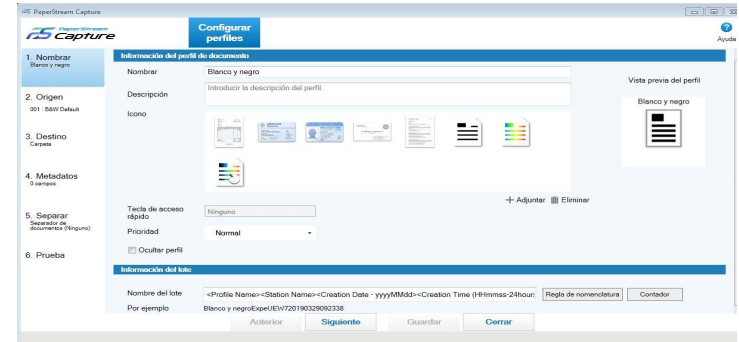 PaperStream Capture
PaperStream
Capture
Configurar
perfiles
Ayuda
1. Nombrar
Blanco y negro
2. Origen
001 : B&W Default
3. Destino
Carpeta
4. Metadatos
0 campos
5. Separar
Separador de
documentos (Ninguno)
6. Prueba
Información del perfil de documento
Nombrar
Blanco y negro
Descripción
Introducir la descripción del perfil.
Icono
Vista previa del perfil
Blanco y negro
Adjuntar
Eliminar
Tecla de acceso
rápido
Ninguno
Prioridad
Normal
Ocultar perfil
Información del lote
Nombre del lote
<Profile Name><Station Name><Creation Date - yyyyMMdd><Creation Time (HHmmss-24hours
Regla de nomenclatura
Contador
Por ejemplo
Blanco y negroExpeUEW720190329092338
Anterior
Siguiente
Guardar
Cerrar